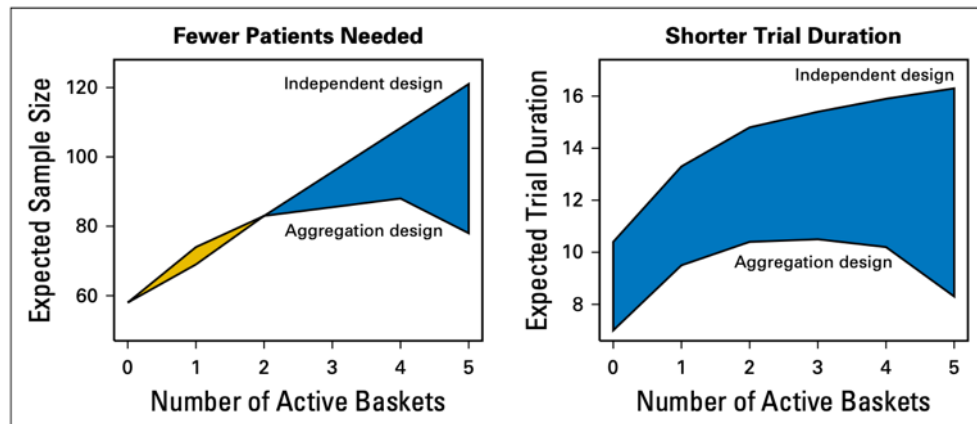 Fewer Patients Needed
Expected Sample Size
120
100
80
60
Independent design
Aggregation design
0 1 2 3 4 5
Number of Active Baskets
Shorter Trial Duration
Expected Trial Duration
16
14
12
10
8
Independent design
Aggregation design
0 1 2 3 4 5
Number of Active Baskets